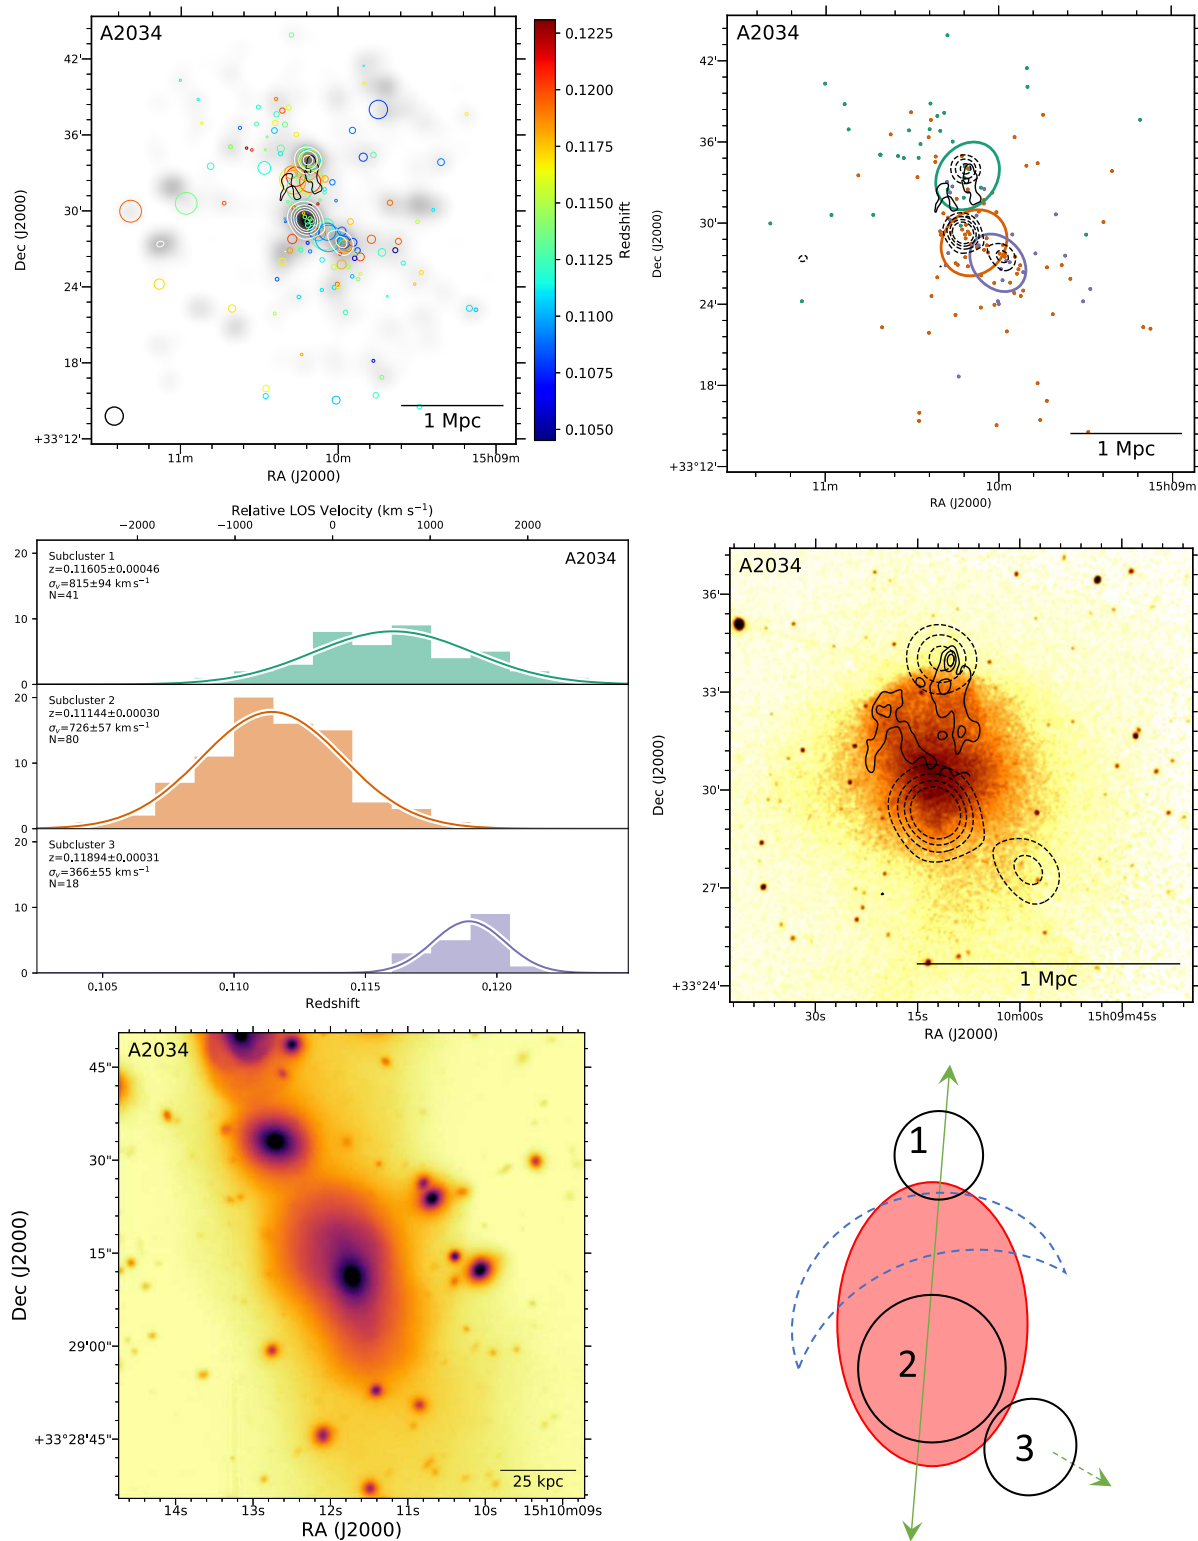 A2034
42'
36'
30'
24'
18'
+33°12'
Dec (J2000)
11m
10m
15h09m
RA (J2000)
1 Mpc
0.1225
0.1200
0.1175
0.1150
0.1125
0.1100
0.1075
0.1050
Redshift
A2034
42'
36'
30'
24'
18'
+33°12'
Dec (J2000)
11m
10m
15h09m
RA (J2000)
1 Mpc
Relative LOS Velocity (km s⁻¹)
−2000 −1000 0 1000 2000
A2034
Subcluster 1
z=0.11605±0.00046
σᵥ=815±94 km s⁻¹
N=41
20
10
0
Subcluster 2
z=0.11144±0.00030
σᵥ=726±57 km s⁻¹
N=80
20
10
0
Subcluster 3
z=0.11894±0.00031
σᵥ=366±55 km s⁻¹
N=18
20
10
0
0.105 0.110 0.115 0.120
Redshift
A2034
36'
33'
30'
27'
+33°24'
Dec (J2000)
1 Mpc
30s 15s 10m00s 15h09m45s
RA (J2000)
A2034
45"
30"
15"
29'00"
+33°28'45"
Dec (J2000)
25 kpc
14s 13s 12s 11s 10s 15h10m09s
RA (J2000)
1
2
3